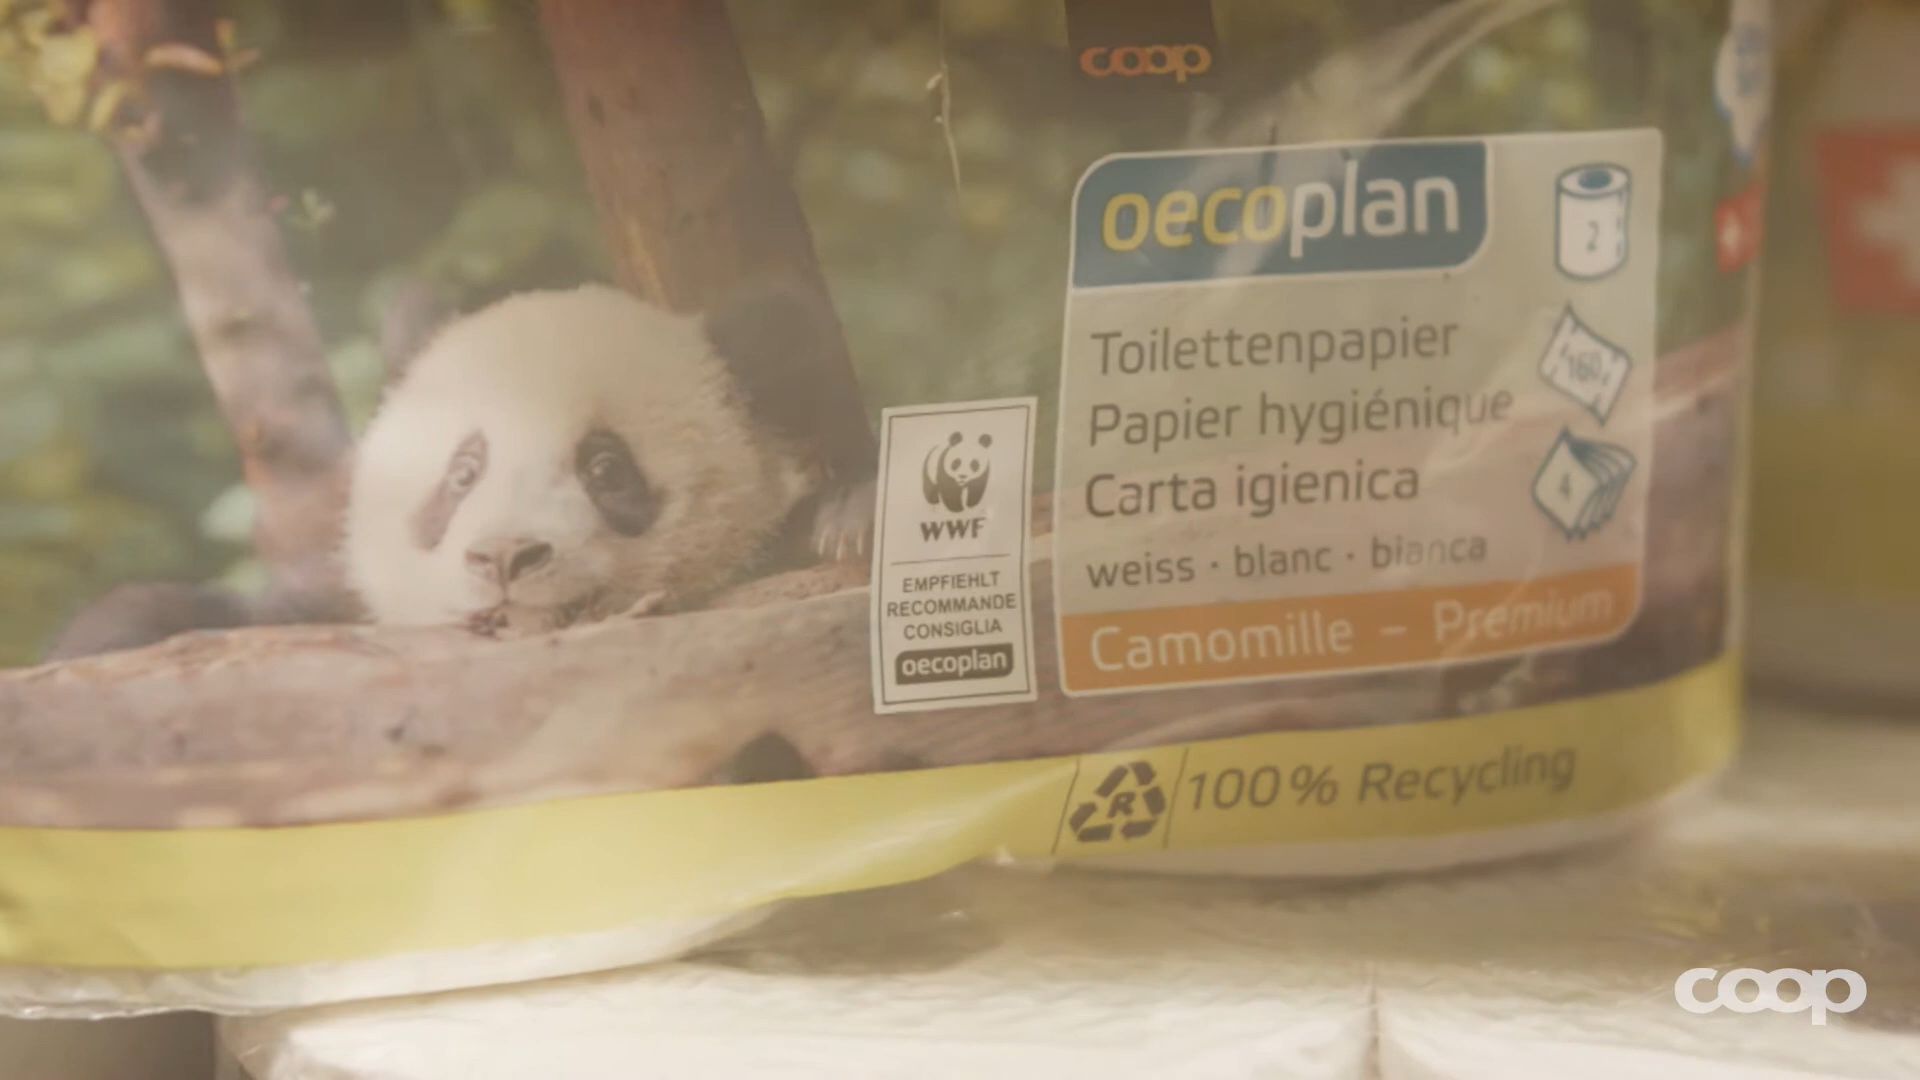 coop
oecoplan
2
Toilettenpapier
160
Papier hygiénique
Carta igienica
4
weiss · blanc · bianca
Camomille – Premium
WWF
EMPFIEHLT
RECOMMANDE
CONSIGLIA
oecoplan
R
100% Recycling
coop